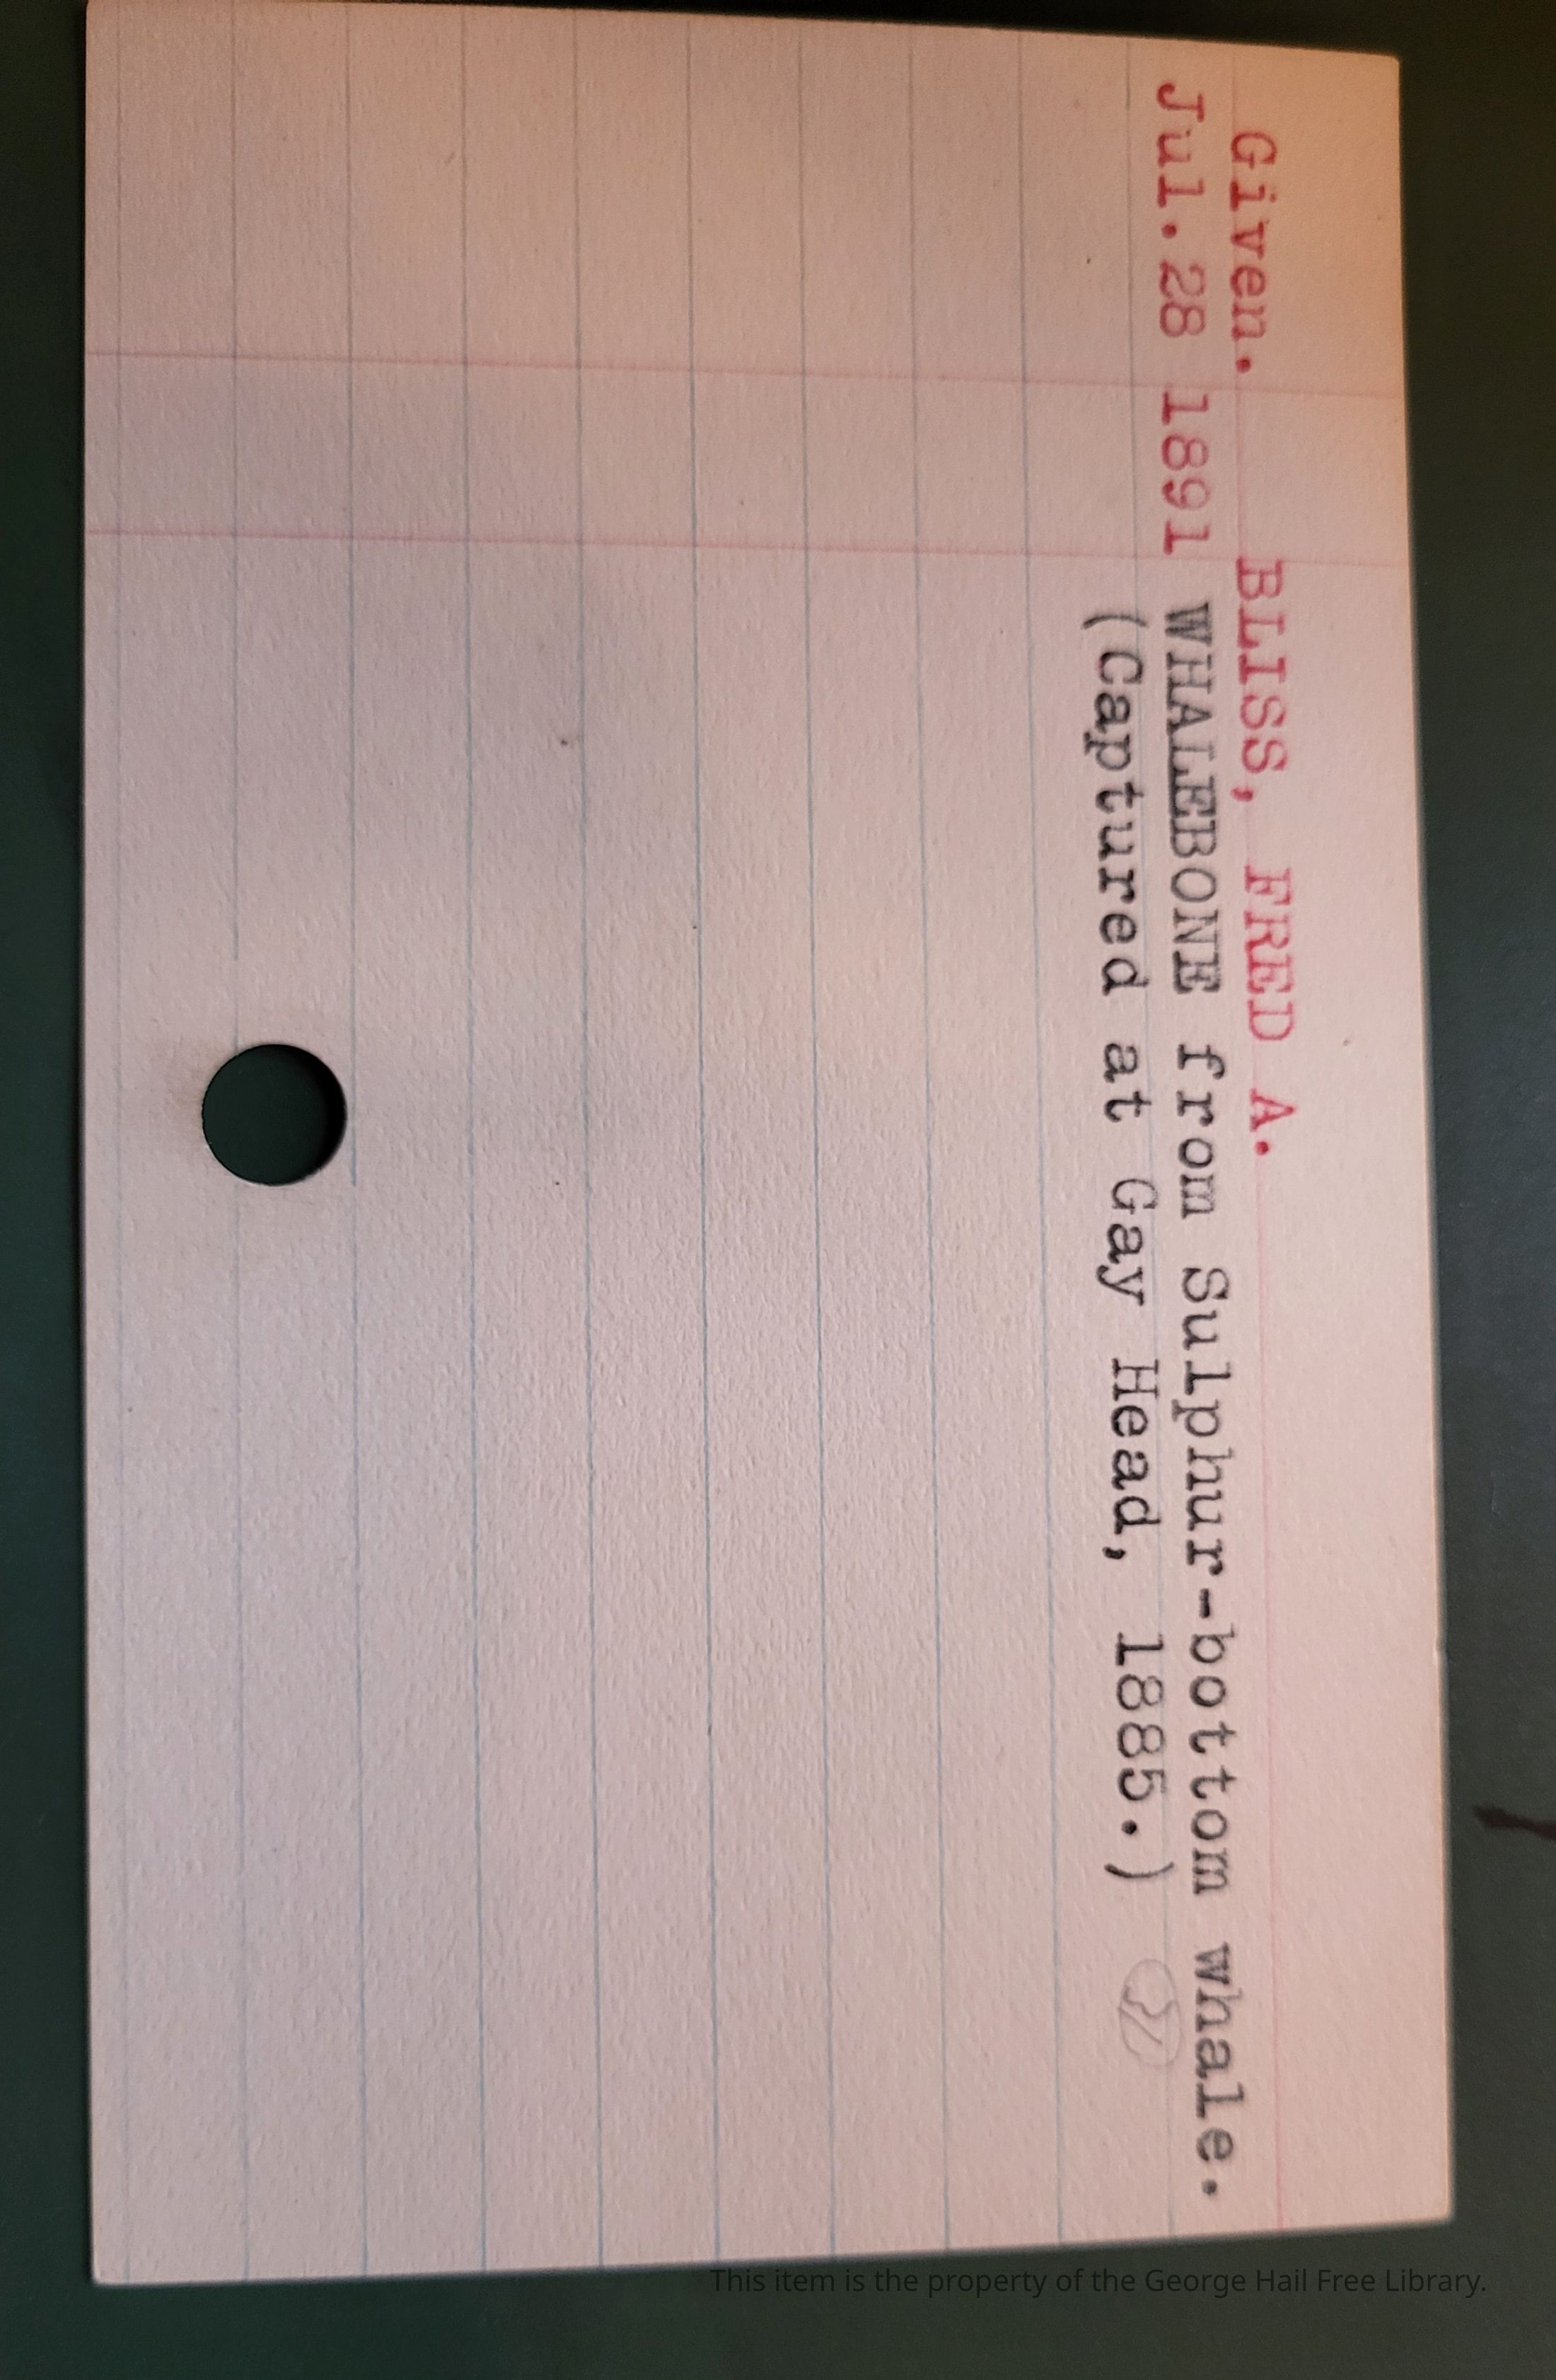 Given. BLISS, FRED A.
Jul.28 1891 WHALEBONE from Sulphur-bottom whale.
(Captured at Gay Head, 1885.)
This item is the property of the George Hail Free Library.